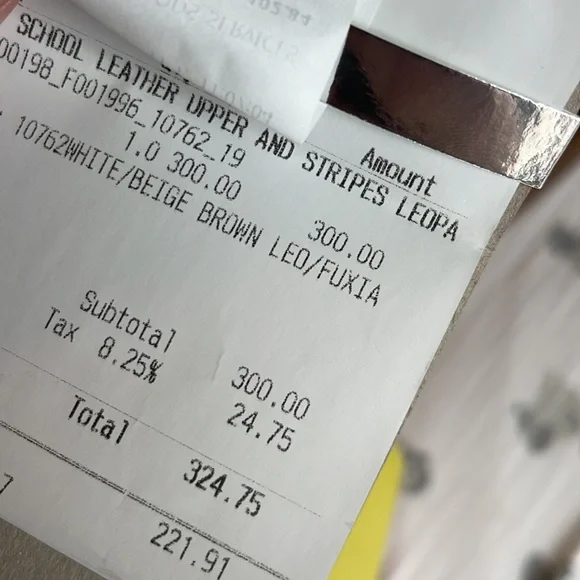 Amount
SCHOOL LEATHER UPPER AND STRIPES LEOPA
00198_F001996_10762_19
1.0 300.00 300.00
10762WHITE/BEIGE BROWN LEO/FUXIA
Subtotal 300.00
Tax 8.25% 24.75
Total 324.75
7 221.91